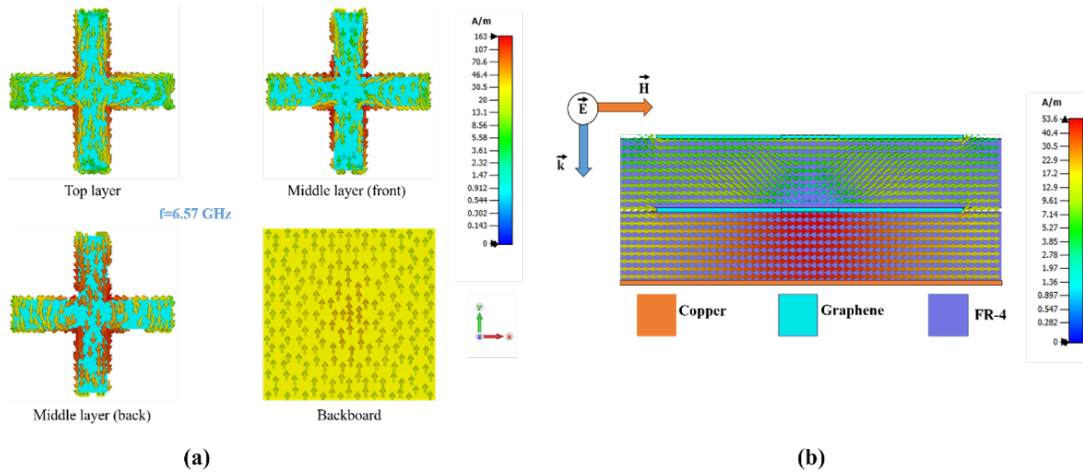 A/m
163
107
70.6
46.4
30.5
20
13.1
8.55
5.58
3.61
2.32
1.47
0.912
0.544
0.302
0.143
0
Top layer
Middle layer (front)
f=6.57 GHz
Middle layer (back)
Backboard
y
z
x
(a)
H
E
k
A/m
53.6
40.4
30.5
22.9
17.2
12.9
9.61
7.14
5.27
3.85
2.78
1.98
1.36
0.897
0.547
0.282
0
Copper
Graphene
FR-4
(b)